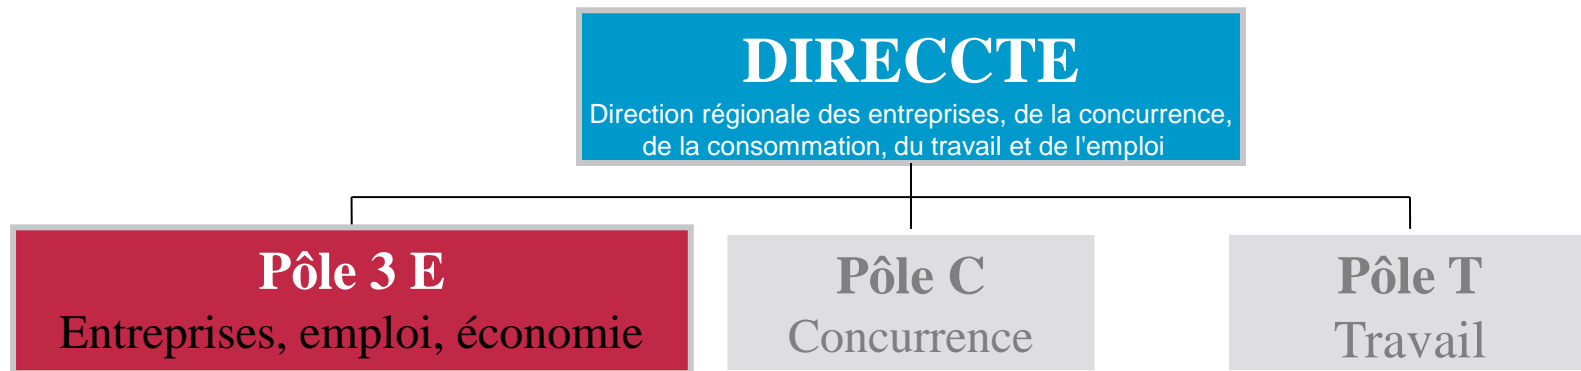 DIRECCTE
Direction régionale des entreprises, de la concurrence,
de la consommation, du travail et de l'emploi
Pôle 3 E
Entreprises, emploi, économie
Pôle C
Concurrence
Pôle T
Travail